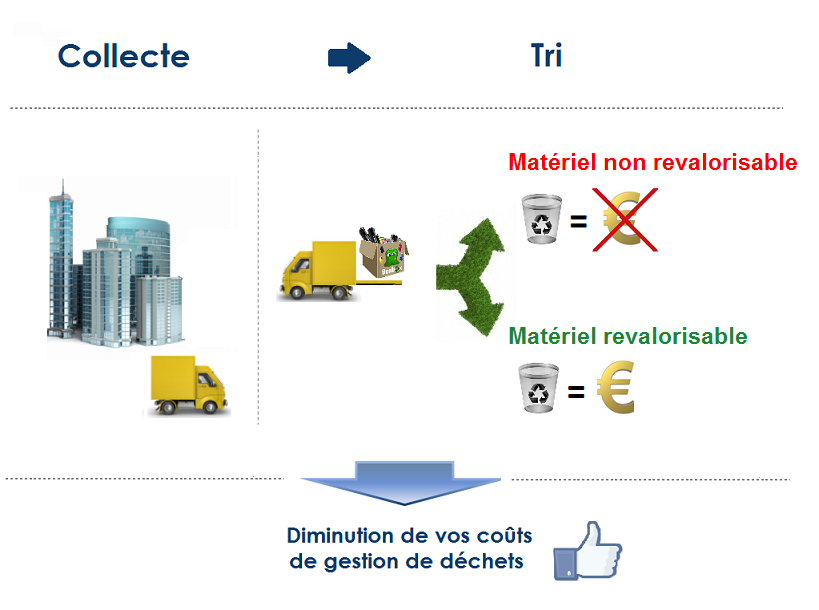 Collecte
Tri
Matériel non revalorisable
= €
Matériel revalorisable
= €
Diminution de vos coûts
de gestion de déchets